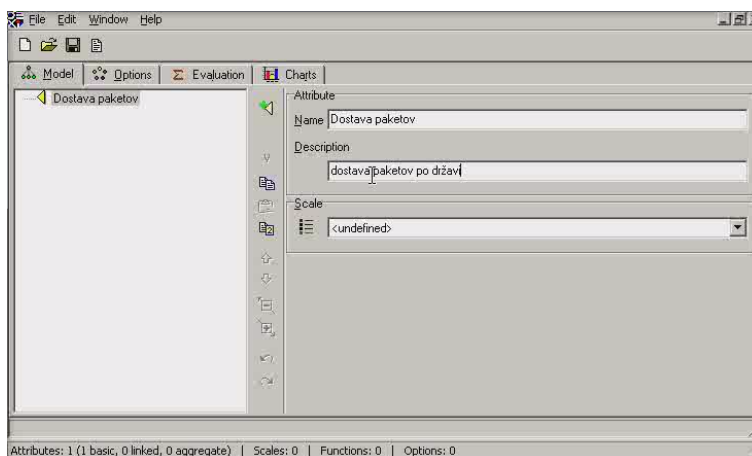 File Edit Window Help
Model Options Evaluation Charts
Dostava paketov
Attribute
Name Dostava paketov
Description
dostava paketov po državi
Scale
<undefined>
Attributes: 1 (1 basic, 0 linked, 0 aggregate) | Scales: 0 | Functions: 0 | Options: 0